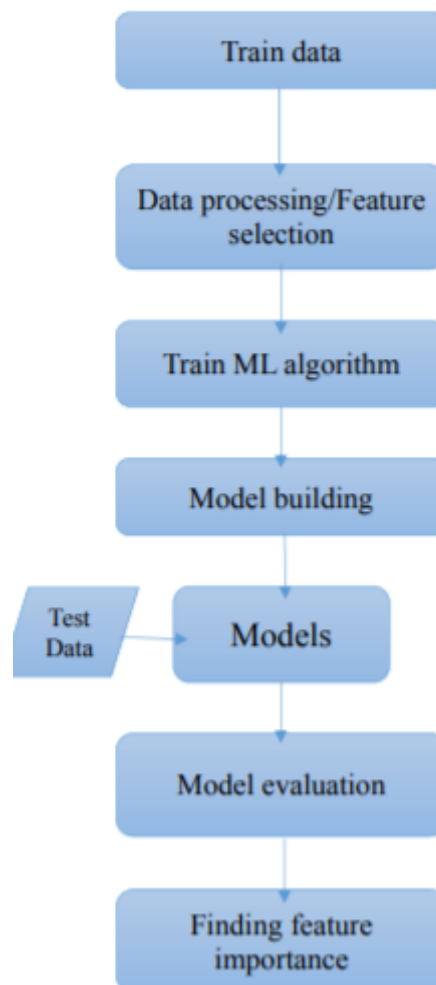 Train data
Data processing/Feature
selection
Train ML algorithm
Model building
Test
Data
Models
Model evaluation
Finding feature
importance